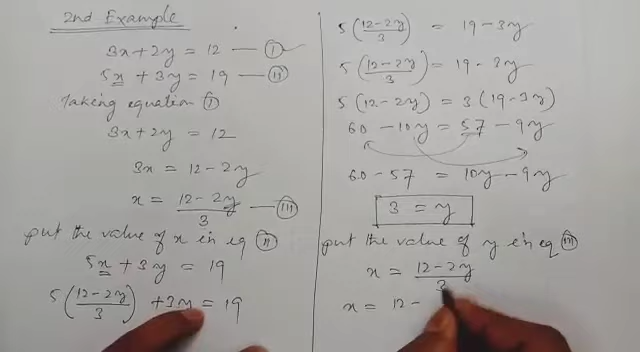 2nd Example
3x + 2y = 12 — (I)
5x + 3y = 19 — (II)
Taking equation (I)
3x + 2y = 12
3x = 12 - 2y
x = (12 - 2y)/3 — (III)
put the value of x in eq (II)
5x + 3y = 19
5((12 - 2y)/3) + 3y = 19
5((12 - 2y)/3) = 19 - 3y
5((12 - 2y)/3) = 19 - 3y
5(12 - 2y) = 3(19 - 3y)
60 - 10y = 57 - 9y
60 - 57 = 10y - 9y
3 = y
put the value of y in eq (III)
x = (12 - 2y)/3
x = 12 -